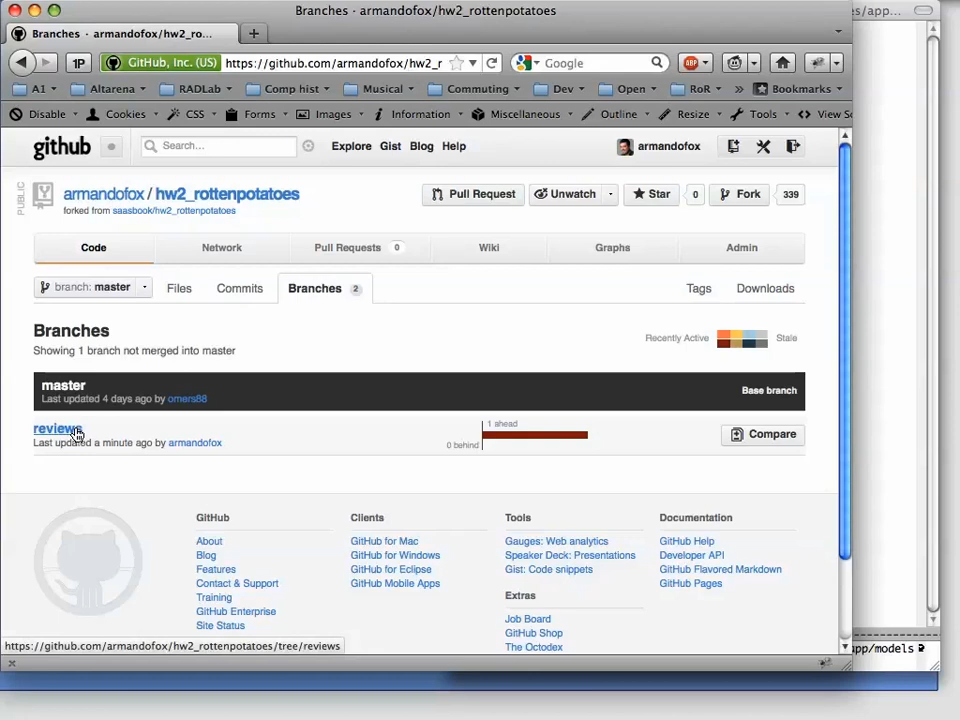 Branches · armandofox/hw2_rottenpotatoes
es/app...
Branches · armandofox/hw2_ro...
1P GitHub, Inc. (US) https://github.com/armandofox/hw2_r Google ABP
A1 Altarena RADLab Comp hist Musical Commuting Dev Open RoR » Bookmarks
Disable Cookies CSS Forms Images Information Miscellaneous Outline Resize Tools View So
github Search... Explore Gist Blog Help armandofox
PUBLIC
armandofox / hw2_rottenpotatoes Pull Request Unwatch Star 0 Fork 339
forked from saasbook/hw2_rottenpotatoes
Code Network Pull Requests 0 Wiki Graphs Admin
branch: master Files Commits Branches 2 Tags Downloads
Branches
Showing 1 branch not merged into master
Recently Active Stale
master
Last updated 4 days ago by omers88
Base branch
reviews
Last updated a minute ago by armandofox
1 ahead
0 behind
Compare
GitHub Clients Tools Documentation
About GitHub for Mac Gauges: Web analytics GitHub Help
Blog GitHub for Windows Speaker Deck: Presentations Developer API
Features GitHub for Eclipse Gist: Code snippets GitHub Flavored Markdown
Contact & Support GitHub Mobile Apps GitHub Pages
Training Extras
GitHub Enterprise Job Board
Site Status GitHub Shop
The Octodex
https://github.com/armandofox/hw2_rottenpotatoes/tree/reviews
app/models